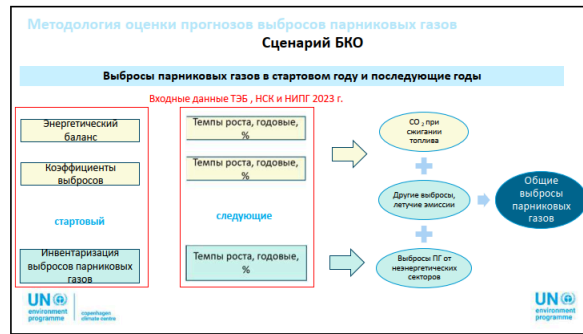 Методология оценки прогнозов выбросов парниковых газов
Сценарий БКО
Выбросы парниковых газов в стартовом году и последующие годы
Входные данные ТЭБ , НСК и НИПГ 2023 г.
Энергетический
баланс
Коэффициенты
выбросов
стартовый
Инвентаризация
выбросов парниковых
газов
Темпы роста, годовые,
%
Темпы роста, годовые,
%
следующие
Темпы роста, годовые,
%
CO 2 при
сжигании
топлива
Другие выбросы,
летучие эмиссии
Выбросы ПГ от
неэнергетических
секторов
Общие
выбросы
парниковых
газов
UN
environment
programme
copenhagen
climate centre
UN
environment
programme